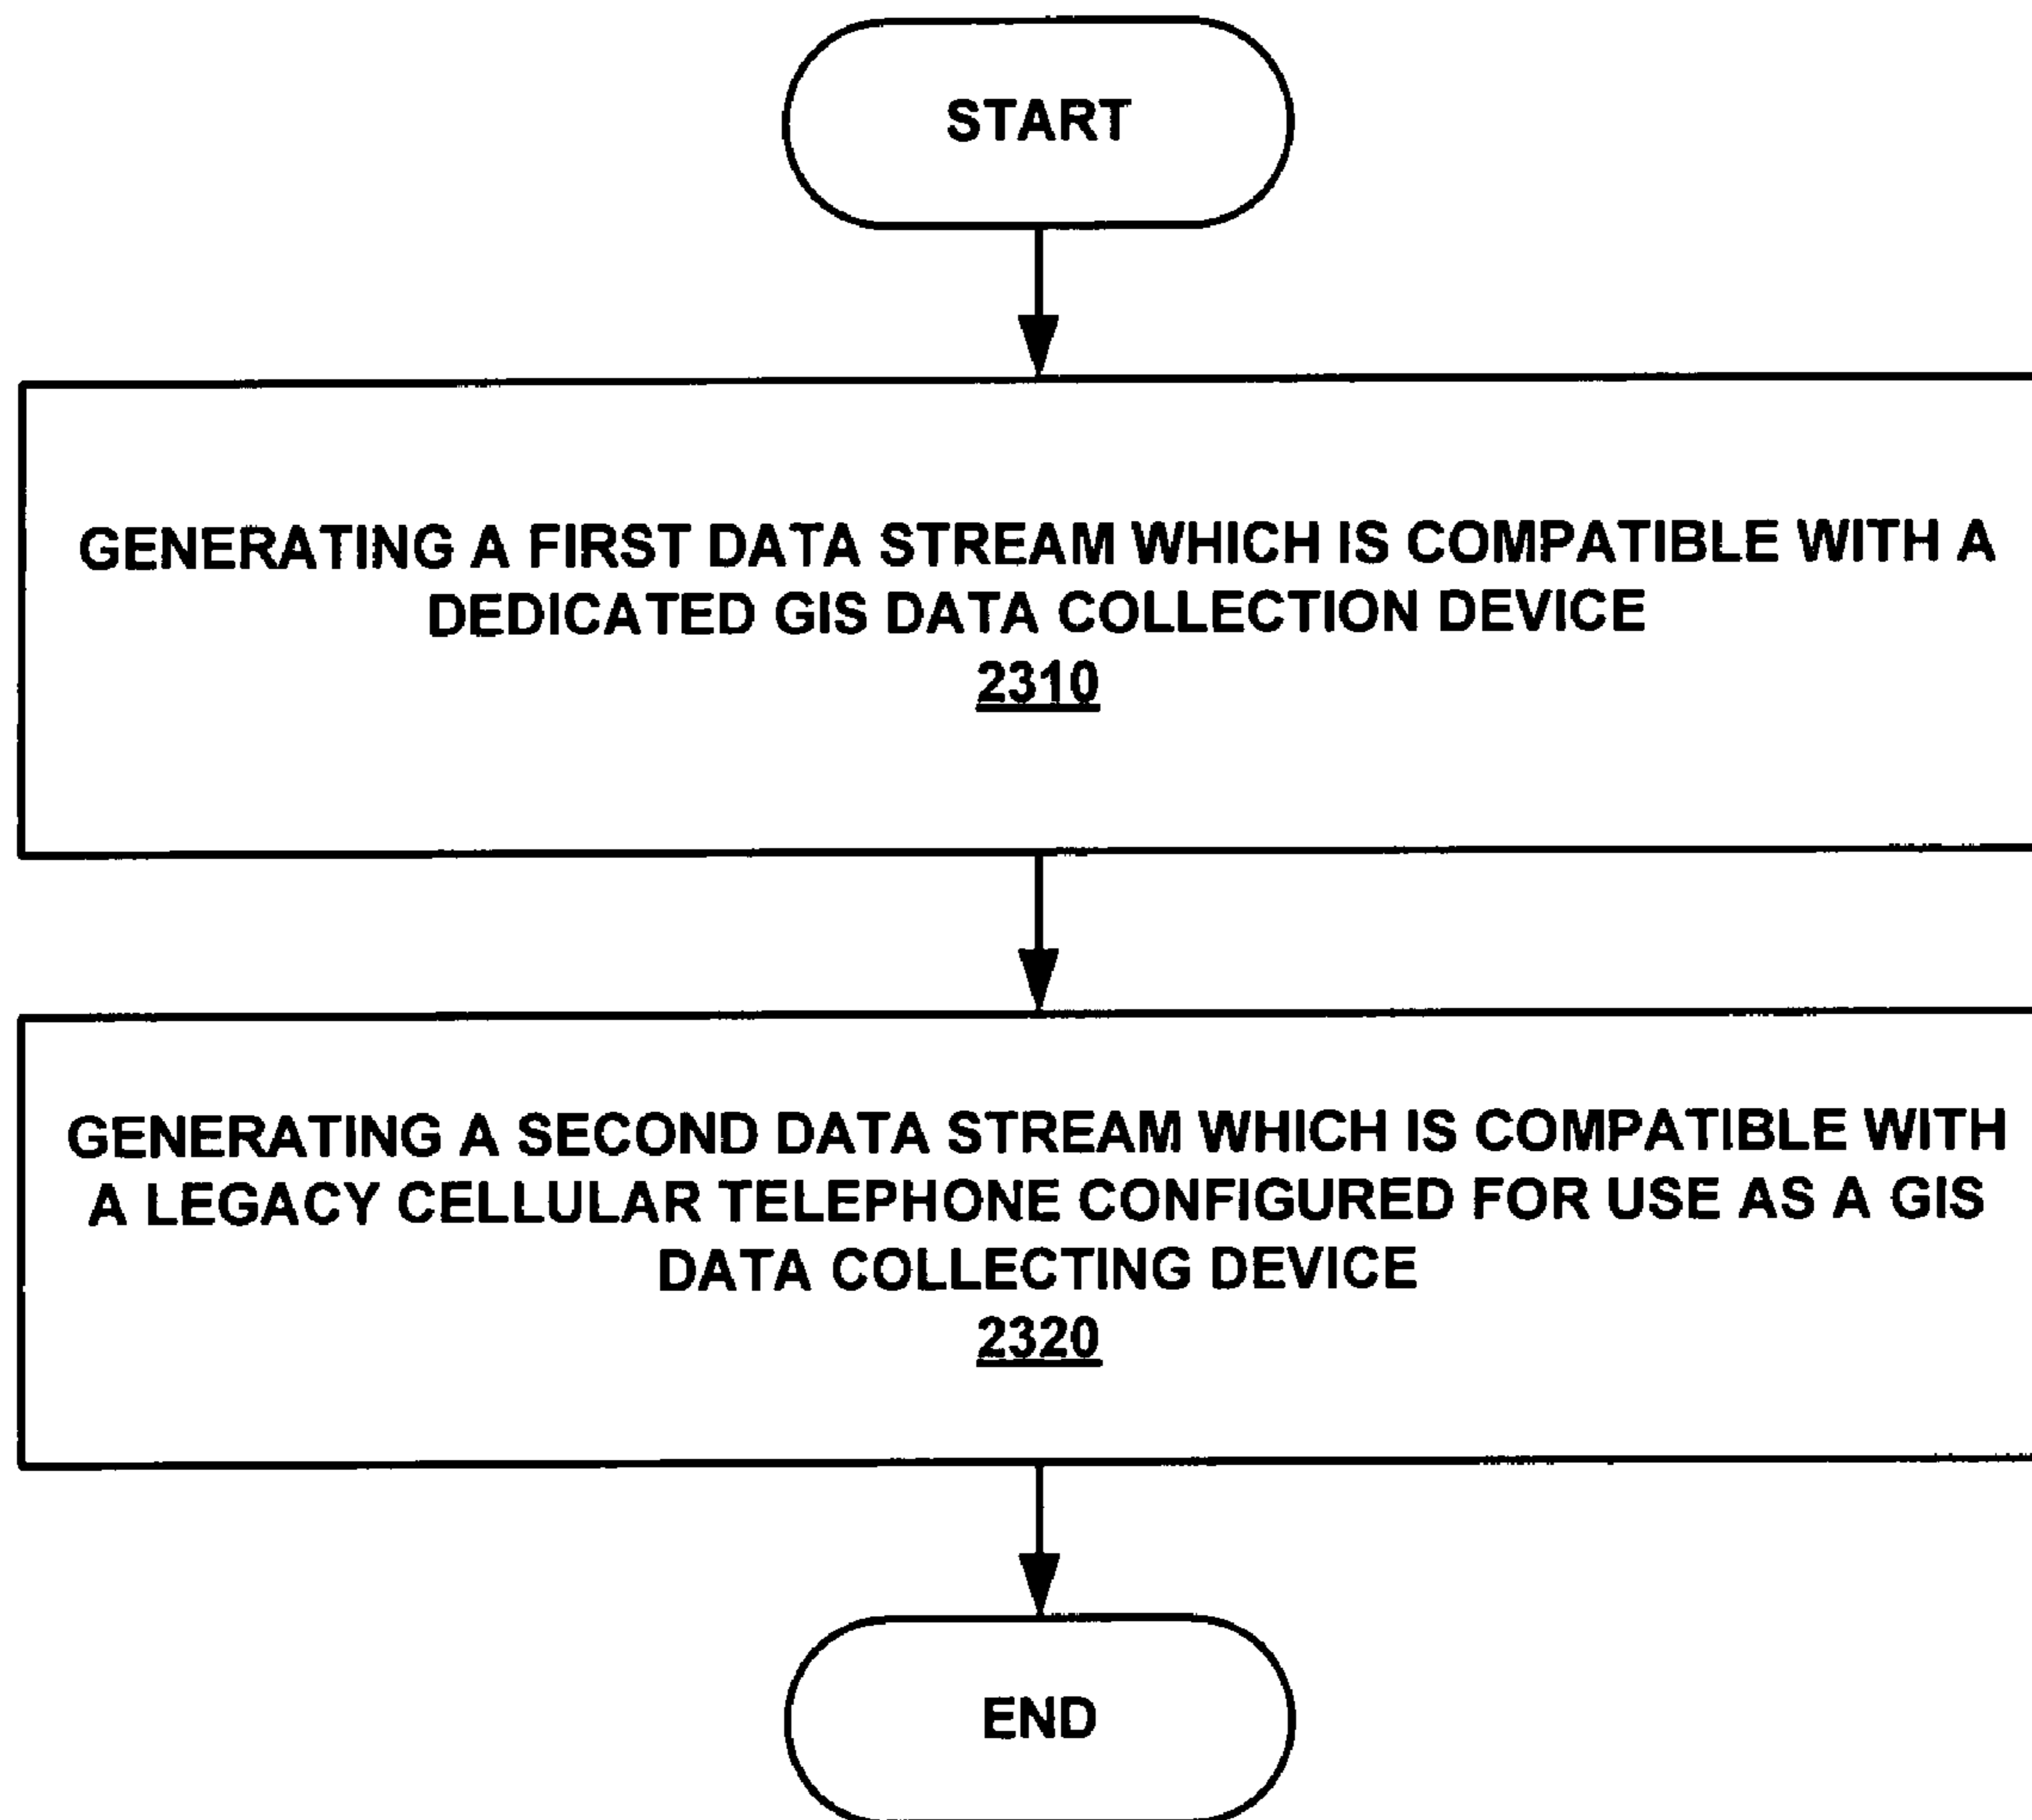 START
GENERATING A FIRST DATA STREAM WHICH IS COMPATIBLE WITH A
DEDICATED GIS DATA COLLECTION DEVICE
2310
GENERATING A SECOND DATA STREAM WHICH IS COMPATIBLE WITH
A LEGACY CELLULAR TELEPHONE CONFIGURED FOR USE AS A GIS
DATA COLLECTING DEVICE
2320
END